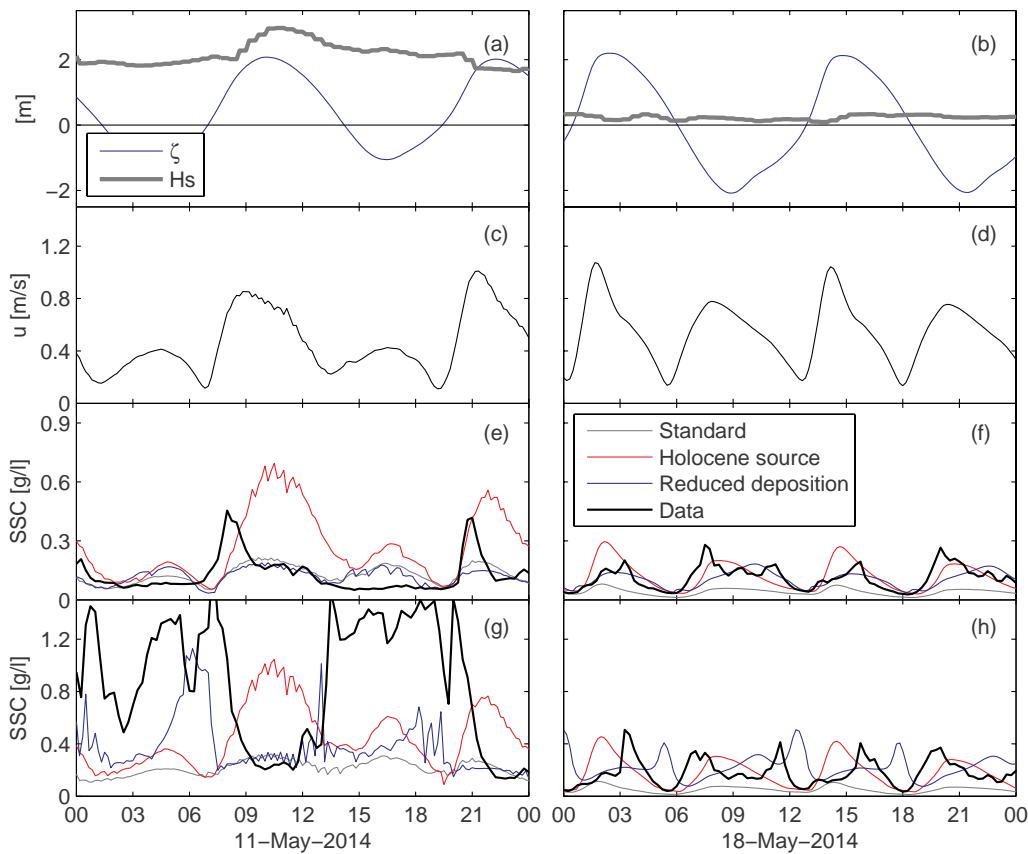 (a)
2
0
−2
[m]
ζ
Hs
(b)
(c)
1.2
0.8
0.4
0
u [m/s]
(d)
(e)
0.9
0.6
0.3
0
SSC [g/l]
(f)
Standard
Holocene source
Reduced deposition
Data
(g)
1.2
0.8
0.4
0
SSC [g/l]
(h)
00 03 06 09 12 15 18 21 00
00 03 06 09 12 15 18 21 00
11−May−2014
18−May−2014